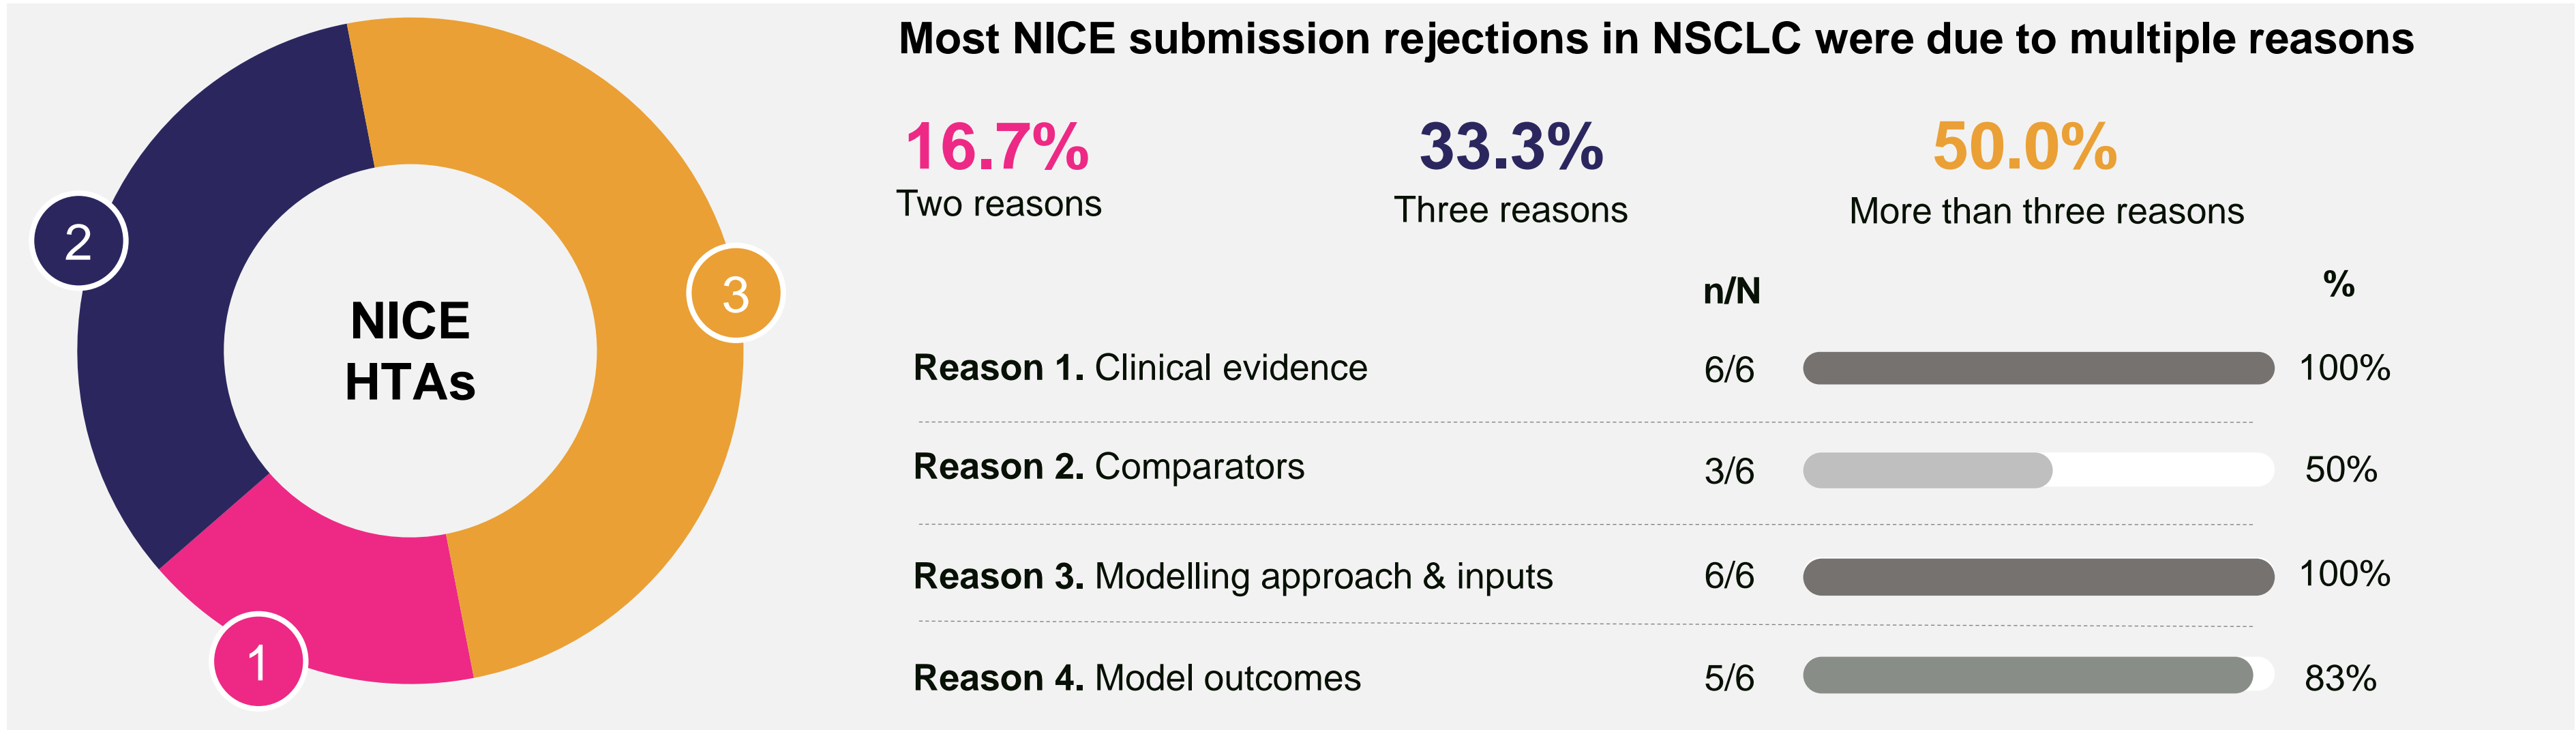 Most NICE submission rejections in NSCLC were due to multiple reasons
16.7%
Two reasons
33.3%
Three reasons
50.0%
More than three reasons
2
3
1
NICE
HTAs
n/N
%
Reason 1. Clinical evidence 6/6 100%
Reason 2. Comparators 3/6 50%
Reason 3. Modelling approach & inputs 6/6 100%
Reason 4. Model outcomes 5/6 83%